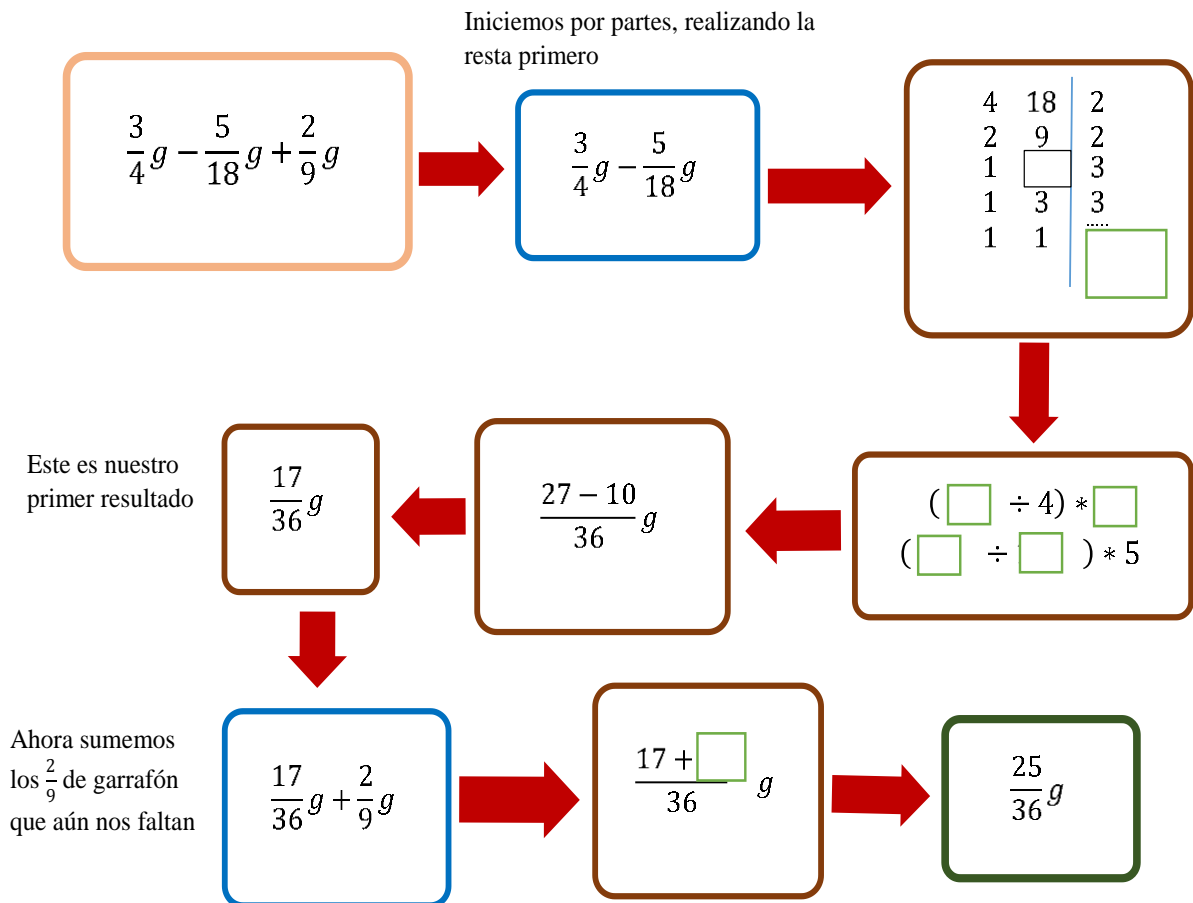 Iniciemos por partes, realizando la
resta primero
3/4 g − 5/18 g + 2/9 g
3/4 g − 5/18 g
4 18 2
2 9 2
1 3
1 3 3
1 1
( ÷ 4) ∗
( ÷ ) ∗ 5
(27 − 10)/36 g
17/36 g
Este es nuestro
primer resultado
Ahora sumemos
los 2/9 de garrafón
que aún nos faltan
17/36 g + 2/9 g
(17 + )/36 g
25/36 g